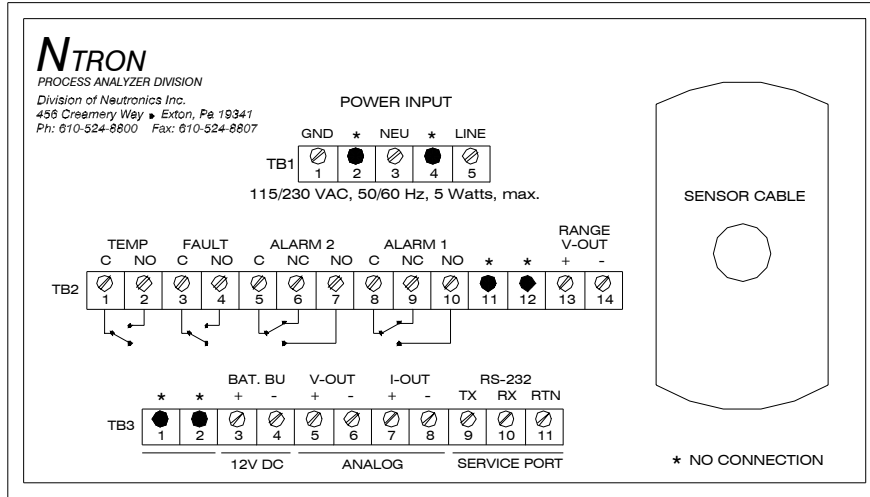 NTRON
PROCESS ANALYZER DIVISION
Division of Neutronics Inc.
456 Creamery Way ▸ Exton, Pa 19341
Ph: 610-524-8800 Fax: 610-524-8807
POWER INPUT
GND * NEU * LINE
TB1
1 2 3 4 5
115/230 VAC, 50/60 Hz, 5 Watts, max.
SENSOR CABLE
TEMP FAULT ALARM 2 ALARM 1 RANGE V-OUT
C NO C NO C NC NO C NC NO * * + -
TB2
1 2 3 4 5 6 7 8 9 10 11 12 13 14
BAT. BU V-OUT I-OUT RS-232
* * + - + - + - TX RX RTN
TB3
1 2 3 4 5 6 7 8 9 10 11
12V DC ANALOG SERVICE PORT
* NO CONNECTION